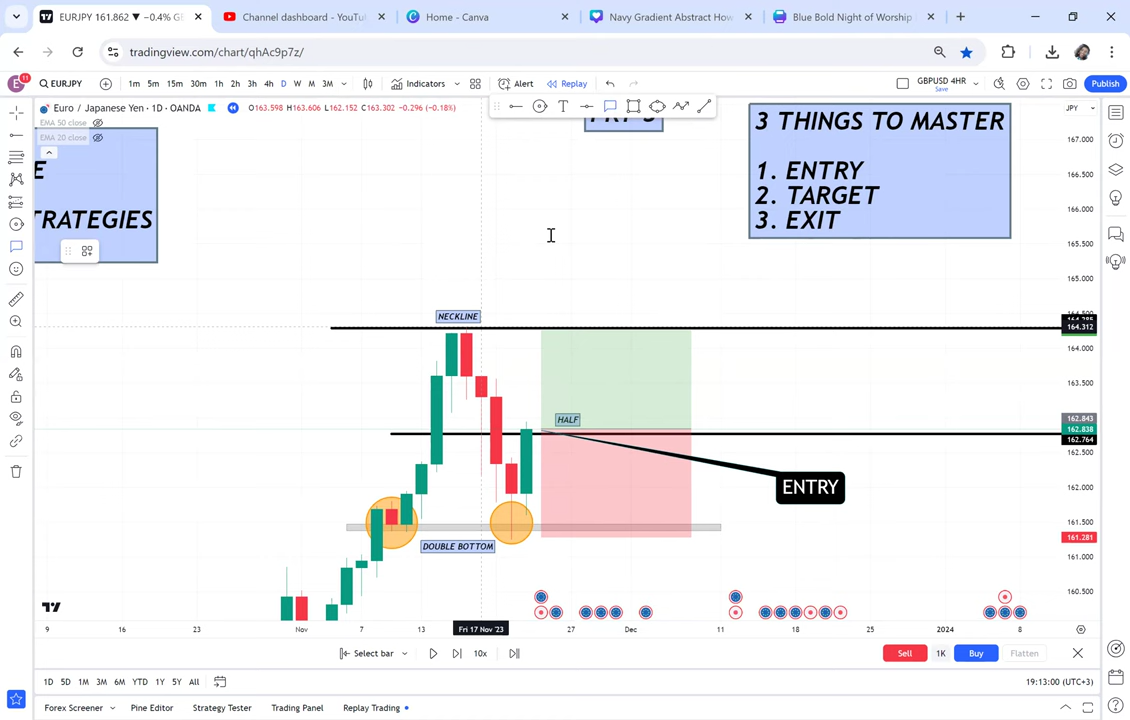 EURJPY 161.862 ▼ −0.4% G
Channel dashboard - YouTu
Home - Canva
Navy Gradient Abstract How
Blue Bold Night of Worship
tradingview.com/chart/qhAc9p7z/
E
11
EURJPY
1m 5m 15m 30m 1h 2h 3h 4h D W M 3M
Indicators
Alert
Replay
GBPUSD 4HR
Save
Publish
Euro / Japanese Yen · 1D · OANDA
O163.598 H163.606 L162.152 C163.302 −0.296 (−0.18%)
EMA 50 close
EMA 20 close
JPY
E
TRATEGIES
3 THINGS TO MASTER
1. ENTRY
2. TARGET
3. EXIT
167.000
166.500
166.000
165.500
165.000
164.312
164.000
163.500
162.843
162.838
162.764
162.500
162.000
161.500
161.281
161.000
160.500
NECKLINE
HALF
ENTRY
DOUBLE BOTTOM
9 16 23 Nov 7 13 Fri 17 Nov '23 27 Dec 11 18 25 2024 8
Select bar
10x
Sell
1K
Buy
Flatten
1D 5D 1M 3M 6M YTD 1Y 5Y All
19:13:00 (UTC+3)
Forex Screener
Pine Editor
Strategy Tester
Trading Panel
Replay Trading